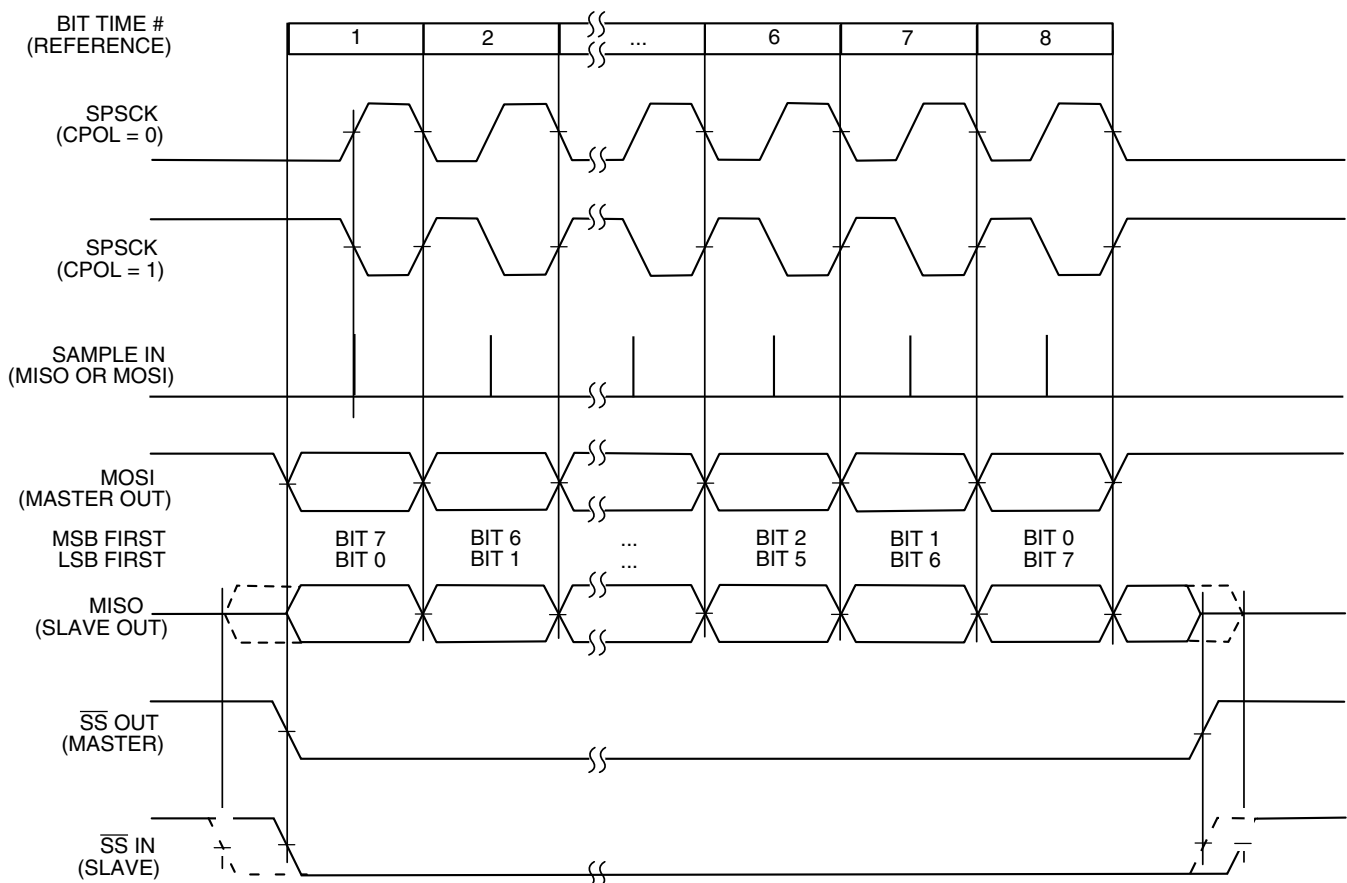 BIT TIME #
(REFERENCE)
1 2 ... 6 7 8
SPSCK
(CPOL = 0)
SPSCK
(CPOL = 1)
SAMPLE IN
(MISO OR MOSI)
MOSI
(MASTER OUT)
MSB FIRST BIT 7 BIT 6 ... BIT 2 BIT 1 BIT 0
LSB FIRST BIT 0 BIT 1 ... BIT 5 BIT 6 BIT 7
MISO
(SLAVE OUT)
S̅S̅ OUT
(MASTER)
S̅S̅ IN
(SLAVE)